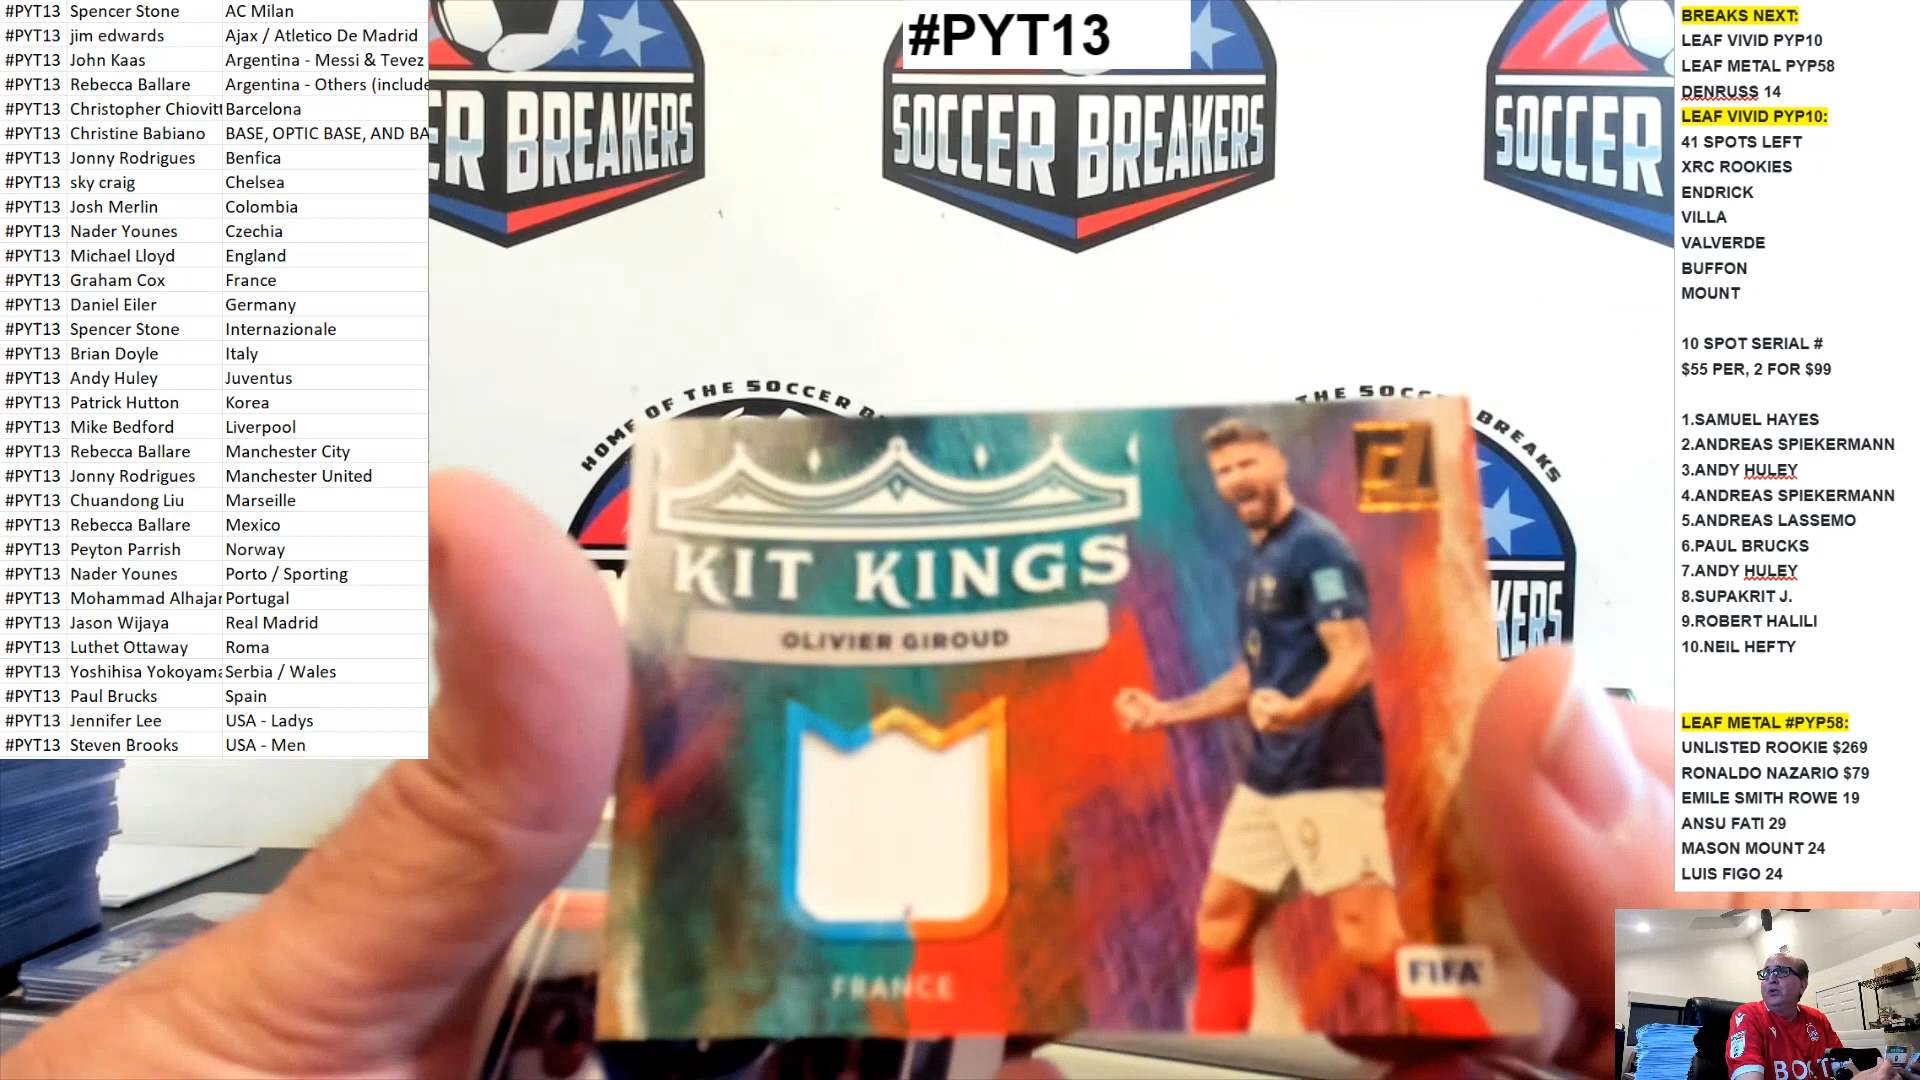 #PYT13 Spencer Stone AC Milan
#PYT13 jim edwards Ajax / Atletico De Madrid
#PYT13 John Kaas Argentina - Messi & Tevez
#PYT13 Rebecca Ballare Argentina - Others (include
#PYT13 Christopher Chiovitt Barcelona
#PYT13 Christine Babiano BASE, OPTIC BASE, AND BA
#PYT13 Jonny Rodrigues Benfica
#PYT13 sky craig Chelsea
#PYT13 Josh Merlin Colombia
#PYT13 Nader Younes Czechia
#PYT13 Michael Lloyd England
#PYT13 Graham Cox France
#PYT13 Daniel Eiler Germany
#PYT13 Spencer Stone Internazionale
#PYT13 Brian Doyle Italy
#PYT13 Andy Huley Juventus
#PYT13 Patrick Hutton Korea
#PYT13 Mike Bedford Liverpool
#PYT13 Rebecca Ballare Manchester City
#PYT13 Jonny Rodrigues Manchester United
#PYT13 Chuandong Liu Marseille
#PYT13 Rebecca Ballare Mexico
#PYT13 Peyton Parrish Norway
#PYT13 Nader Younes Porto / Sporting
#PYT13 Mohammad Alhajar Portugal
#PYT13 Jason Wijaya Real Madrid
#PYT13 Luthet Ottaway Roma
#PYT13 Yoshihisa Yokoyama Serbia / Wales
#PYT13 Paul Brucks Spain
#PYT13 Jennifer Lee USA - Ladys
#PYT13 Steven Brooks USA - Men
#PYT13
ER BREAKERS
SOCCER BREAKERS
SOCCER
HOME OF THE SOCCER B
THE SOCC
BREAKS
KERS
KIT KINGS
OLIVIER GIROUD
FRANCE
FIFA
9
BREAKS NEXT:
LEAF VIVID PYP10
LEAF METAL PYP58
DENRUSS 14
LEAF VIVID PYP10:
41 SPOTS LEFT
XRC ROOKIES
ENDRICK
VILLA
VALVERDE
BUFFON
MOUNT
10 SPOT SERIAL #
$55 PER, 2 FOR $99
1.SAMUEL HAYES
2.ANDREAS SPIEKERMANN
3.ANDY HULEY
4.ANDREAS SPIEKERMANN
5.ANDREAS LASSEMO
6.PAUL BRUCKS
7.ANDY HULEY
8.SUPAKRIT J.
9.ROBERT HALILI
10.NEIL HEFTY
LEAF METAL #PYP58:
UNLISTED ROOKIE $269
RONALDO NAZARIO $79
EMILE SMITH ROWE 19
ANSU FATI 29
MASON MOUNT 24
LUIS FIGO 24